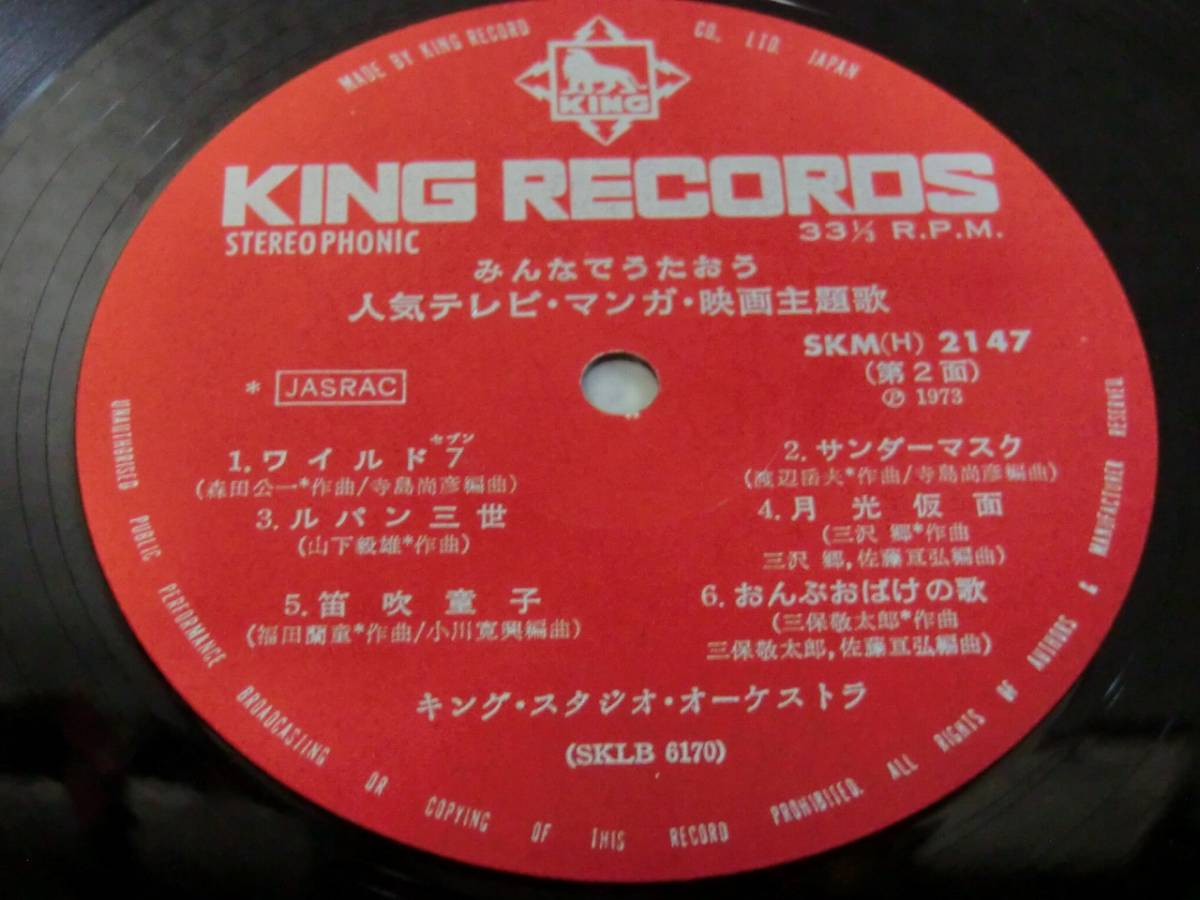 MADE BY KING RECORD CO., LTD. JAPAN
KING
KING RECORDS
STEREOPHONIC
33⅓ R.P.M.
みんなでうたおう
人気テレビ・マンガ・映画主題歌
SKM(H) 2147
(第2面)
Ⓟ 1973
* JASRAC
セブン
1. ワイルド7
(森田公一*作曲/寺島尚彦編曲)
2. サンダーマスク
(渡辺岳夫*作曲/寺島尚彦編曲)
3. ルパン三世
(山下毅雄*作曲)
4. 月光仮面
(三沢 郷*作曲
三沢 郷,佐藤亘弘編曲)
5. 笛吹童子
(福田蘭童*作曲/小川寛興編曲)
6. おんぶおばけの歌
(三保敬太郎*作曲
三保敬太郎,佐藤亘弘編曲)
キング・スタジオ・オーケストラ
(SKLB 6170)
UNAUTHORISED PUBLIC PERFORMANCE BROADCASTING OR COPYING OF THIS RECORD PROHIBITED. ALL RIGHTS OF AUTHORS & MANUFACTURER RESERVED.